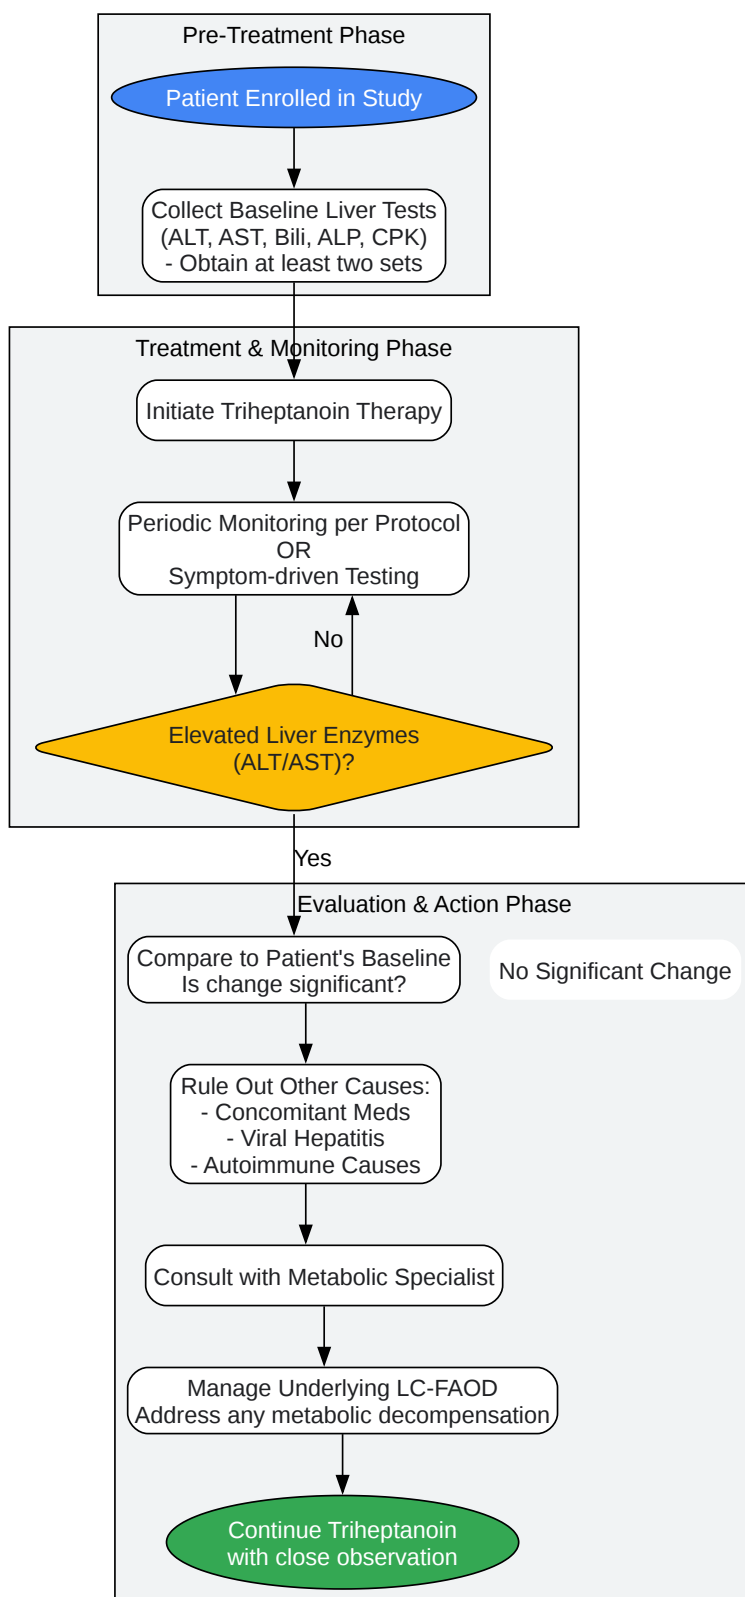 Pre-Treatment Phase
Patient Enrolled in Study
Collect Baseline Liver Tests
(ALT, AST, Bili, ALP, CPK)
- Obtain at least two sets
Treatment & Monitoring Phase
Initiate Triheptanoin Therapy
Periodic Monitoring per Protocol
OR
Symptom-driven Testing
No
Elevated Liver Enzymes
(ALT/AST)?
Yes
Evaluation & Action Phase
Compare to Patient's Baseline
Is change significant?
No Significant Change
Rule Out Other Causes:
- Concomitant Meds
- Viral Hepatitis
- Autoimmune Causes
Consult with Metabolic Specialist
Manage Underlying LC-FAOD
Address any metabolic decompensation
Continue Triheptanoin
with close observation